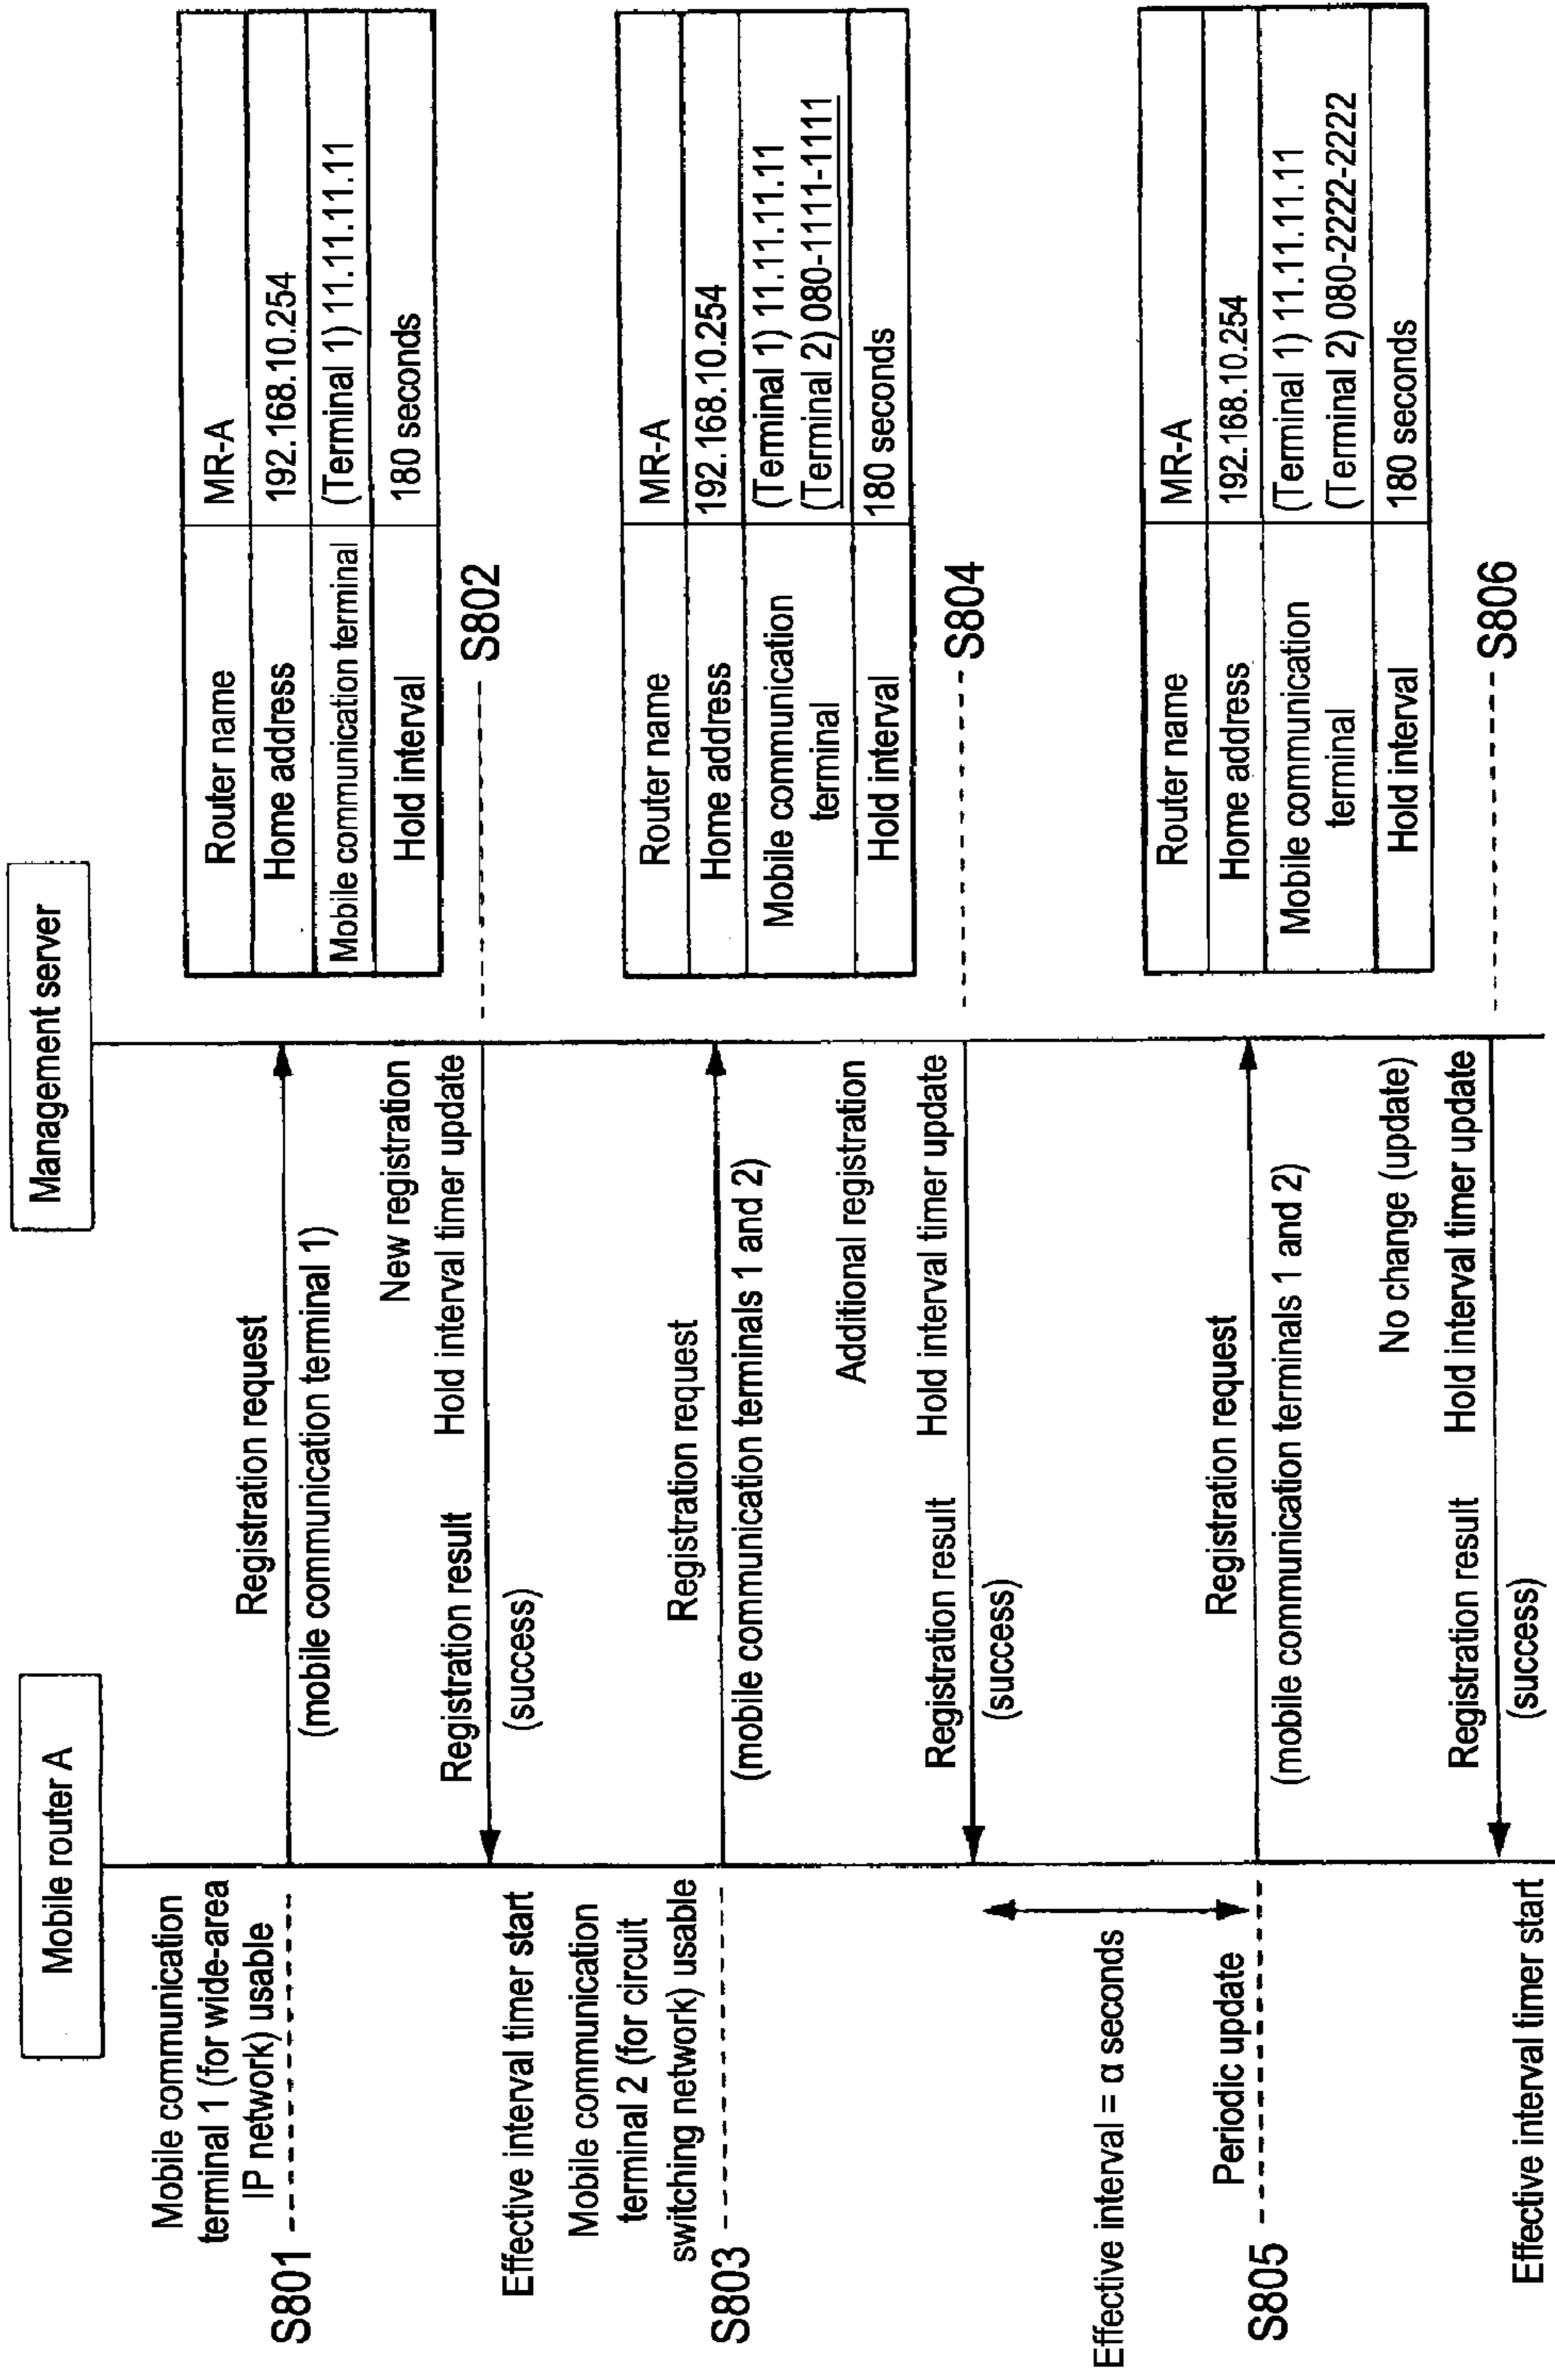 Mobile router A
Management server
Mobile communication
terminal 1 (for wide-area
IP network) usable
S801
Registration request
(mobile communication terminal 1)
Router name
MR-A
Home address
192.168.10.254
Mobile communication terminal
(Terminal 1) 11.11.11.11
Hold interval
180 seconds
S802
New registration
Hold interval timer update
Registration result
(success)
Effective interval timer start
Mobile communication
terminal 2 (for circuit
switching network) usable
S803
Registration request
(mobile communication terminals 1 and 2)
Router name
MR-A
Home address
192.168.10.254
Mobile communication
terminal
(Terminal 1) 11.11.11.11
(Terminal 2) 080-1111-1111
Hold interval
180 seconds
S804
Additional registration
Hold interval timer update
Registration result
(success)
Effective interval = α seconds
Periodic update
S805
Registration request
(mobile communication terminals 1 and 2)
Router name
MR-A
Home address
192.168.10.254
Mobile communication
terminal
(Terminal 1) 11.11.11.11
(Terminal 2) 080-2222-2222
Hold interval
180 seconds
S806
No change (update)
Hold interval timer update
Registration result
(success)
Effective interval timer start